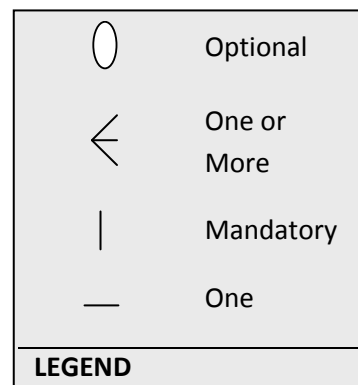 Optional
One or
More
Mandatory
One
LEGEND